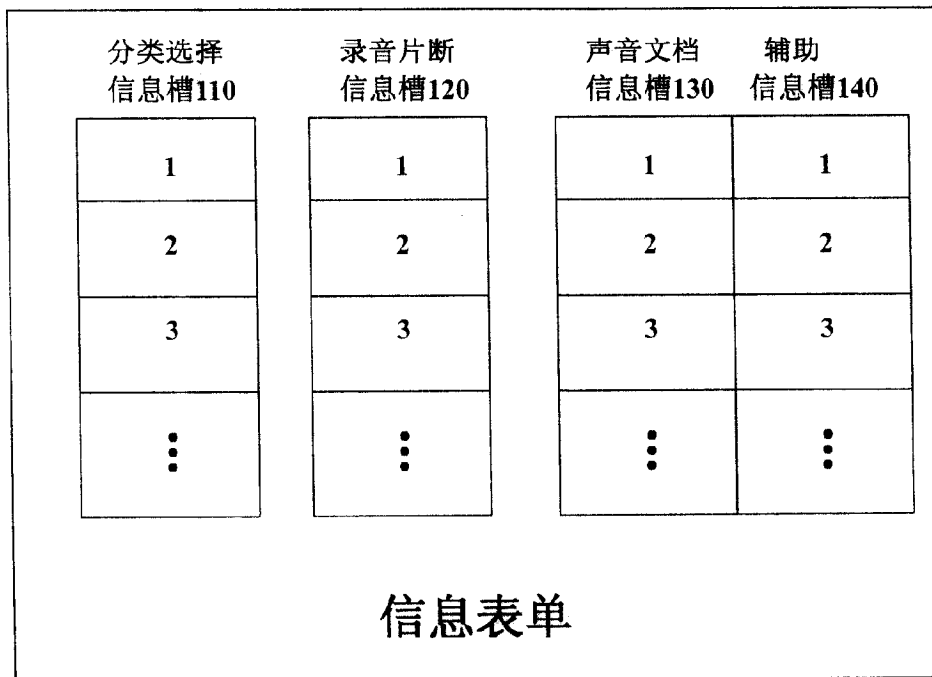 分类选择 录音片断 声音文档 辅助
信息槽110 信息槽120 信息槽130 信息槽140
1 1 1 1
2 2 2 2
3 3 3 3
信息表单